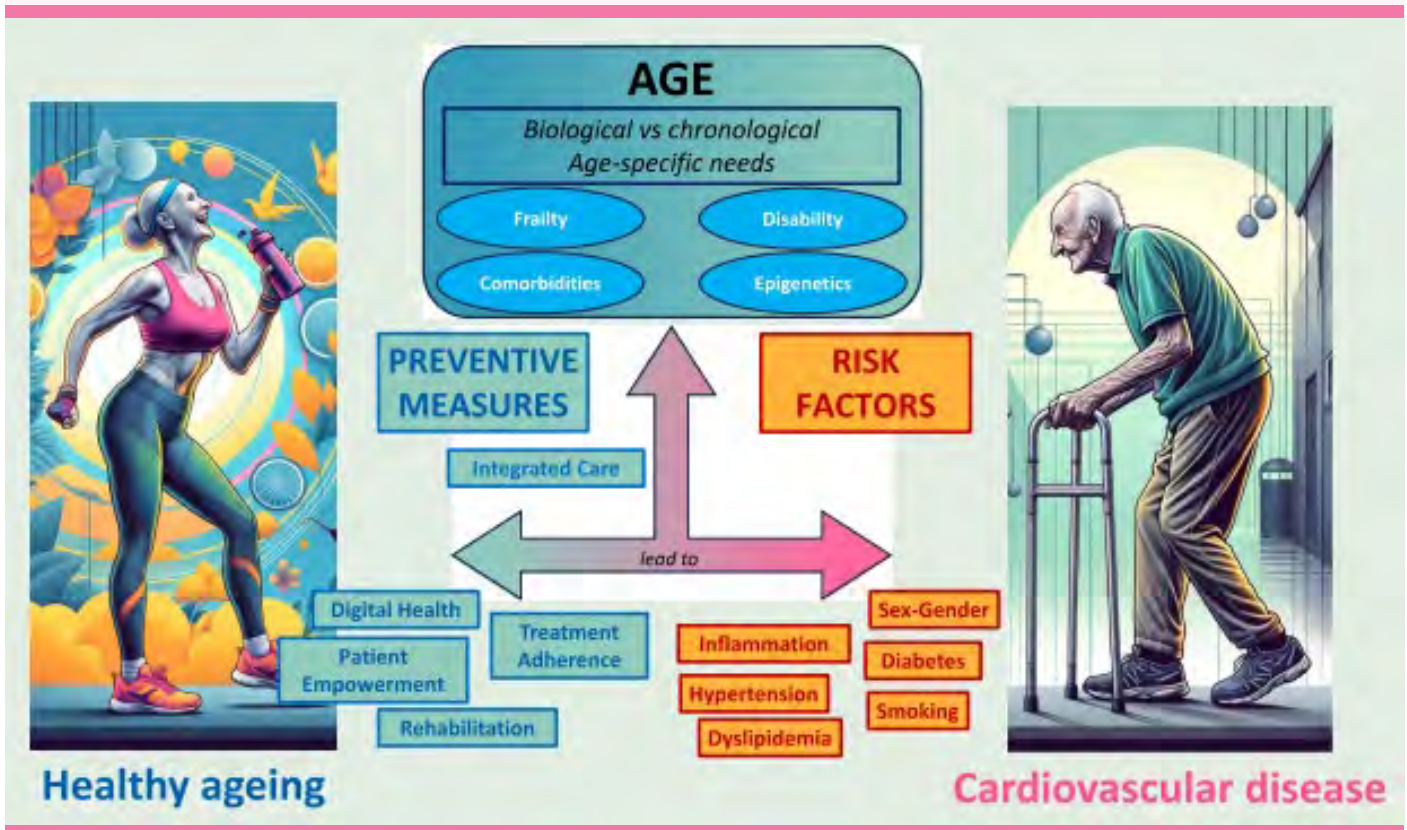 AGE
Biological vs chronological
Age-specific needs
Frailty
Disability
Comorbidities
Epigenetics
PREVENTIVE
MEASURES
RISK
FACTORS
Integrated Care
lead to
Digital Health
Treatment
Adherence
Patient
Empowerment
Rehabilitation
Sex-Gender
Inflammation
Diabetes
Hypertension
Smoking
Dyslipidemia
Healthy ageing
Cardiovascular disease